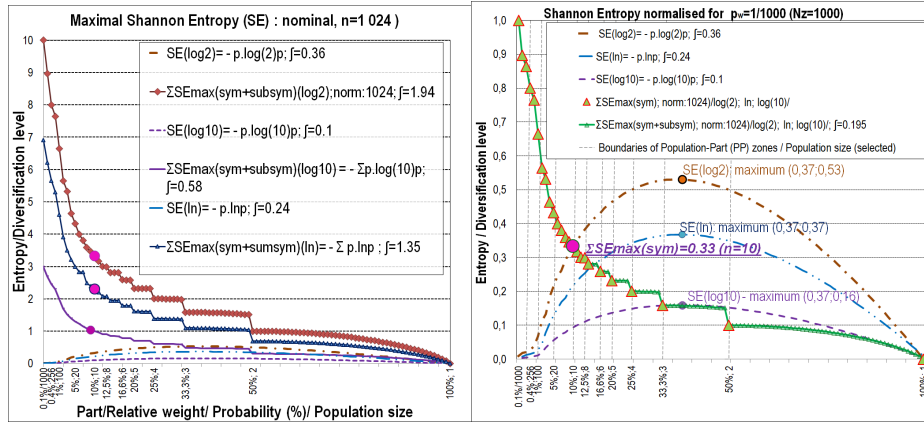 Maximal Shannon Entropy (SE) : nominal, n=1 024 )
Entropy/Diversification level
10
9
8
7
6
5
4
3
2
1
0
SE(log2)= - p.log(2)p; ∫=0.36
ΣSEmax(sym+subsym)(log2);norm:1024; ∫=1.94
SE(log10)= -p.log(10)p; ∫=0.1
ΣSEmax(sym+subsym)(log10) = - Σp.log(10)p;
∫=0.58
SE(ln)= -p.lnp; ∫=0.24
ΣSEmax(sym+sumsym)(ln)= - Σ p.lnp ; ∫=1.35
0.1%/1000
0.4%;256
1%;100
5%;20
10%; 10
12,5%;8
16.6%;6
20%;5
25%;4
33.3%;3
50%; 2
100%; 1
Part/Relative weight/ Probability (%)/ Population size
Shannon Entropy normalised for pw=1/1000 (Nz=1000)
Entropy / Diversification level
1,0
0,9
0,8
0,7
0,6
0,5
0,4
0,3
0,2
0,1
0,0
SE(log2)= - p.log(2)p; ∫=0.36
SE(ln)= -p.lnp; ∫=0.24
SE(log10)= -p.log(10)p; ∫=0.1
ΣSEmax(sym); norm:1024)/log(2); ln; log(10)/
ΣSEmax(sym+subsym); norm:1024)/log(2); ln; log(10)/; ∫=0.195
Boundaries of Population-Part (PP) zones / Population size (selected)
SE(log2); maximum (0,37;0,53)
SE(ln): maximum (0,37;0,37)
ΣSEmax(sym)=0.33 (n=10)
SE(log10) - maximum (0,37;0,16)
0.1%/1000
0.4%;256
1%;100
5%;20
10%;10
12.5%;8
16.6%;6
20%;5
25%;4
33.3%;3
50%; 2